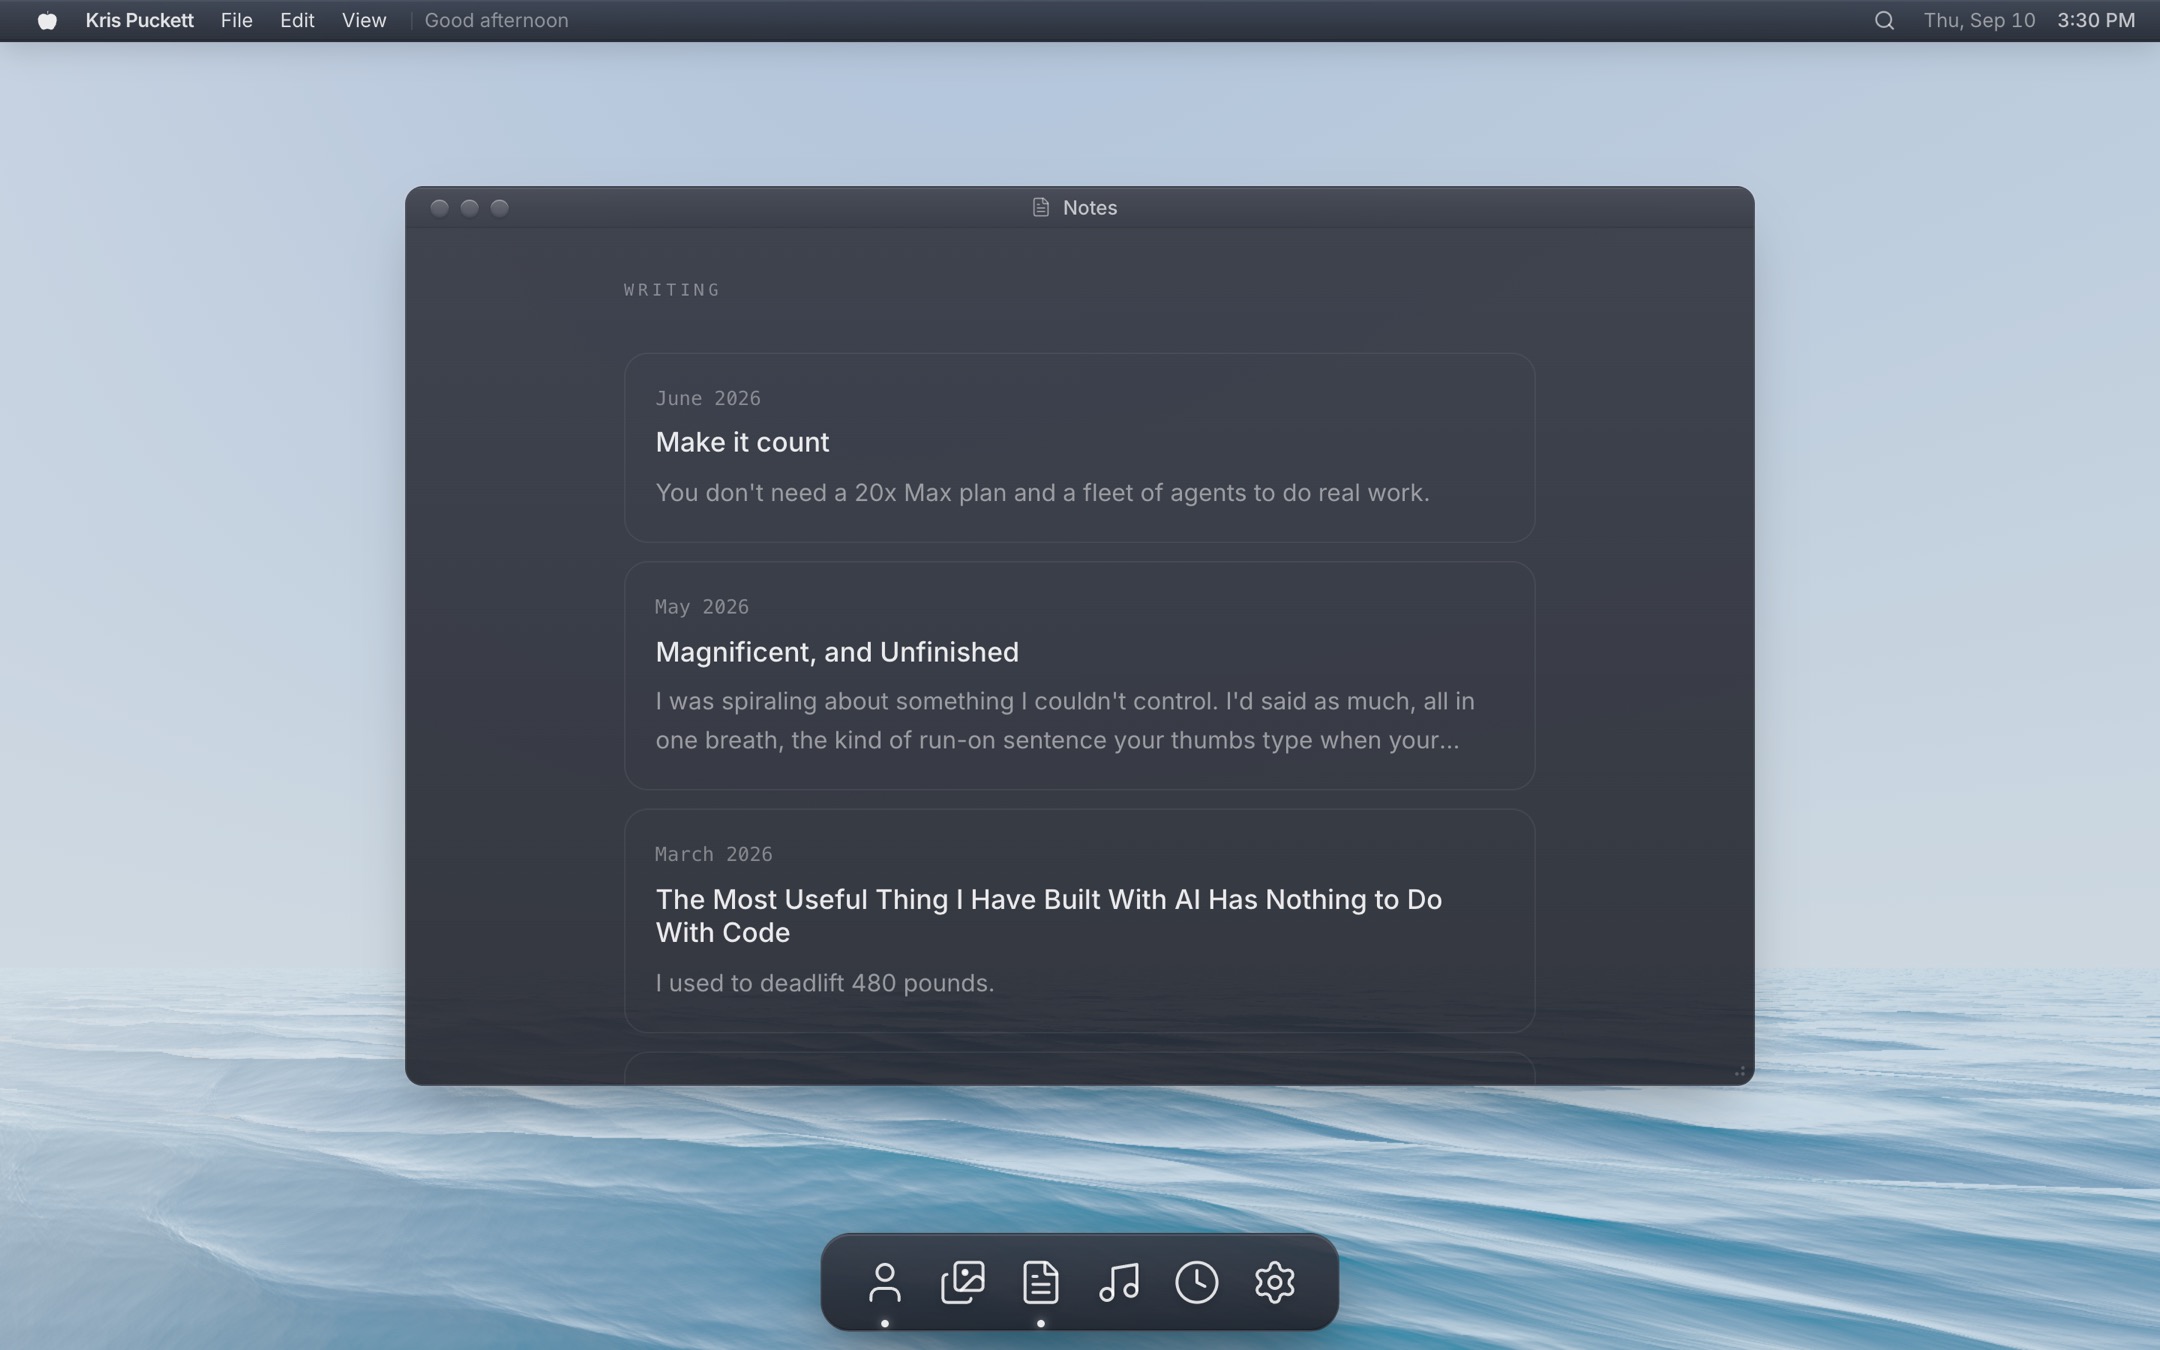 Kris Puckett File Edit View Good afternoon Thu, Sep 10 3:30 PM
Notes
WRITING
June 2026
Make it count
You don't need a 20x Max plan and a fleet of agents to do real work.
May 2026
Magnificent, and Unfinished
I was spiraling about something I couldn't control. I'd said as much, all in
one breath, the kind of run-on sentence your thumbs type when your...
March 2026
The Most Useful Thing I Have Built With AI Has Nothing to Do
With Code
I used to deadlift 480 pounds.